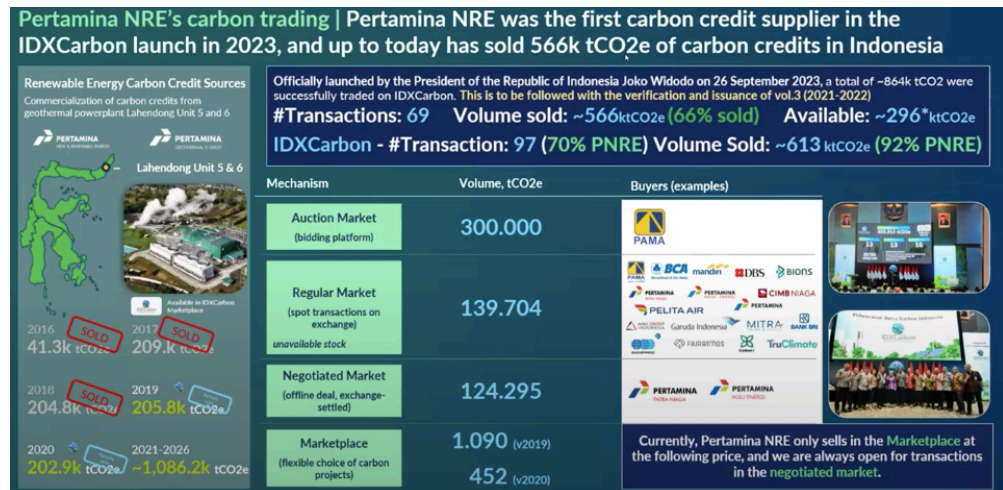 Pertamina NRE's carbon trading | Pertamina NRE was the first carbon credit supplier in the
IDXCarbon launch in 2023, and up to today has sold 566k tCO2e of carbon credits in Indonesia
Renewable Energy Carbon Credit Sources
Commercialization of carbon credits from
geothermal powerplant Lahendong Unit 5 and 6
PERTAMINA
PERTAMINA
Lahendong Unit 5 & 6
Available in IDXCarbon
Marketplace
2016
SOLD
41.3k tCO2e
2017
SOLD
209.k tCO2e
2018
SOLD
204.8k tCO2e
2019
205.8k tCO2e
2020
202.9k tCO2e
2021-2026
~1,086.2k tCO2e
Officially launched by the President of the Republic of Indonesia Joko Widodo on 26 September 2023, a total of ~864k tCO2 were
successfully traded on IDXCarbon. This is to be followed with the verification and issuance of vol.3 (2021-2022)
#Transactions: 69 Volume sold: ~566ktCO2e (66% sold) Available: ~296*ktCO2e
IDXCarbon - #Transaction: 97 (70% PNRE) Volume Sold: ~613 ktCO2e (92% PNRE)
Mechanism Volume, tCO2e Buyers (examples)
Auction Market
(bidding platform)
300.000
PAMA
Regular Market
(spot transactions on
exchange)
unavailable stock
139.704
PAMA BCA mandiri DBS BIONS
PERTAMINA PERTAMINA CIMB NIAGA
PELITA AIR PERTAMINA
Garuda Indonesia MITRA BANK BRI
FAIRATMOS TruClimate
Negotiated Market
(offline deal, exchange-
settled)
124.295
PERTAMINA
PATRA NIAGA
PERTAMINA
HULU ENERGI
Marketplace
(flexible choice of carbon
projects)
1.090 (v2019)
452 (v2020)
Currently, Pertamina NRE only sells in the Marketplace at
the following price, and we are always open for transactions
in the negotiated market.